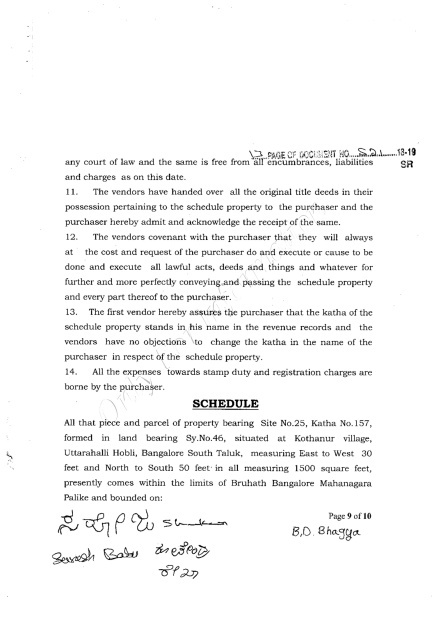 PAGE OF DOCUMENT NO. 521 18-19
SR
any court of law and the same is free from all encumbrances, liabilities
and charges as on this date.
11. The vendors have handed over all the original title deeds in their
possession pertaining to the schedule property to the purchaser and the
purchaser hereby admit and acknowledge the receipt of the same.
12. The vendors covenant with the purchaser that they will always
at the cost and request of the purchaser do and execute or cause to be
done and execute all lawful acts, deeds and things and whatever for
further and more perfectly conveying and passing the schedule property
and every part thereof to the purchaser.
13. The first vendor hereby assures the purchaser that the katha of the
schedule property stands in his name in the revenue records and the
vendors have no objections to change the katha in the name of the
purchaser in respect of the schedule property.
14. All the expenses towards stamp duty and registration charges are
borne by the purchaser.
SCHEDULE
All that piece and parcel of property bearing Site No.25, Katha No.157,
formed in land bearing Sy.No.46, situated at Kothanur village,
Uttarahalli Hobli, Bangalore South Taluk, measuring East to West 30
feet and North to South 50 feet in all measuring 1500 square feet,
presently comes within the limits of Bruhath Bangalore Mahanagara
Palike and bounded on:
Page 9 of 10
B.D. Bhagya
Suresh Babu